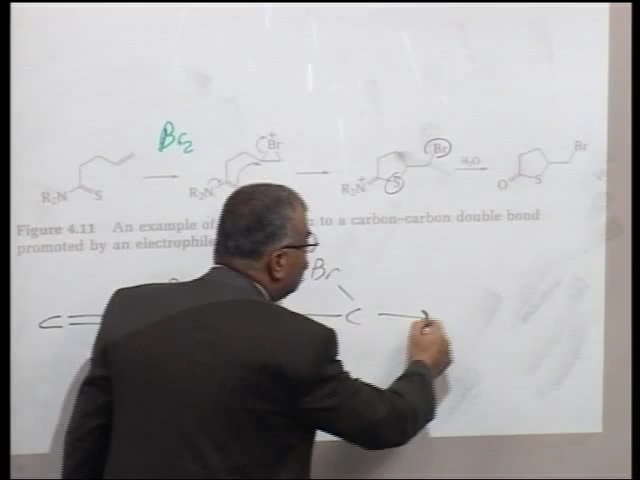 Br2
Br
+
Br
H2O
Br
R2N
S
R2N
R2N
+
S
O
S
Figure 4.11 An example of to a carbon-carbon double bond
promoted by an electrophile
Br
C
C